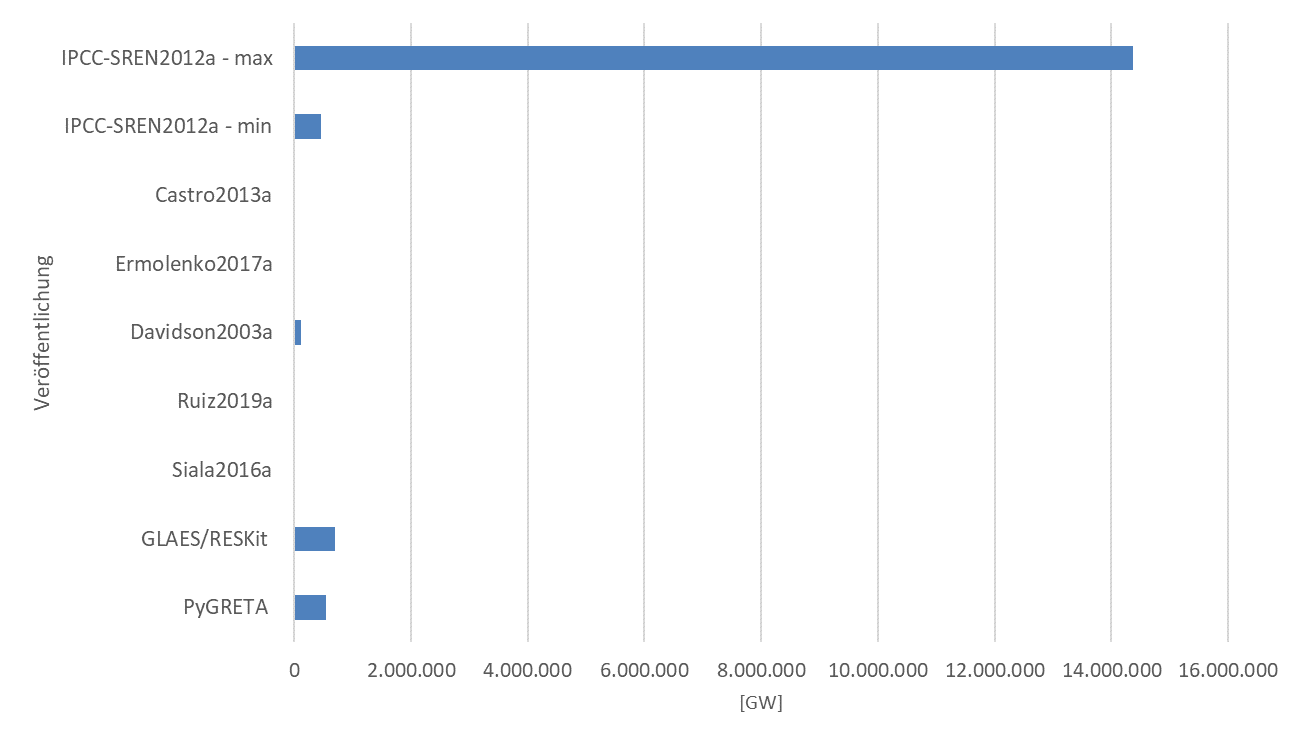 IPCC-SREN2012a - max
IPCC-SREN2012a - min
Castro2013a
Ermolenko2017a
Davidson2003a
Ruiz2019a
Siala2016a
GLAES/RESKit
PyGRETA
Veröffentlichung
0 2.000.000 4.000.000 6.000.000 8.000.000 10.000.000 12.000.000 14.000.000 16.000.000
[GW]